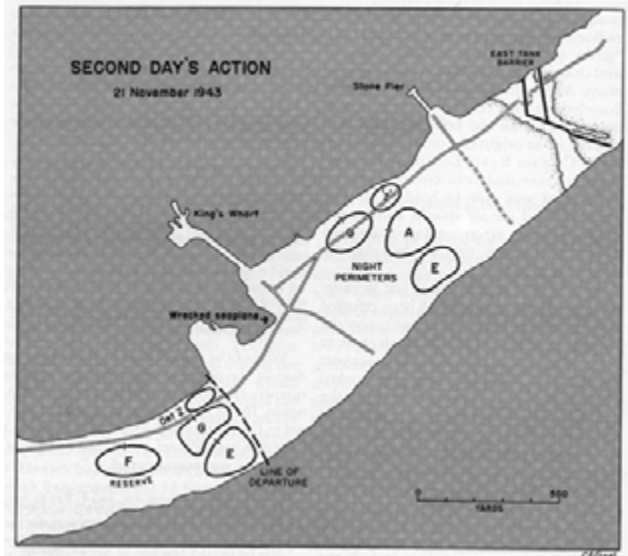 SECOND DAY'S ACTION
21 November 1943
EAST TANK
BARRIER
Stone Pier
King's Wharf
G
A
E
NIGHT
PERIMETERS
Wrecked seaplane
Det Z
G
F
E
RESERVE
LINE OF
DEPARTURE
0
500
YARDS